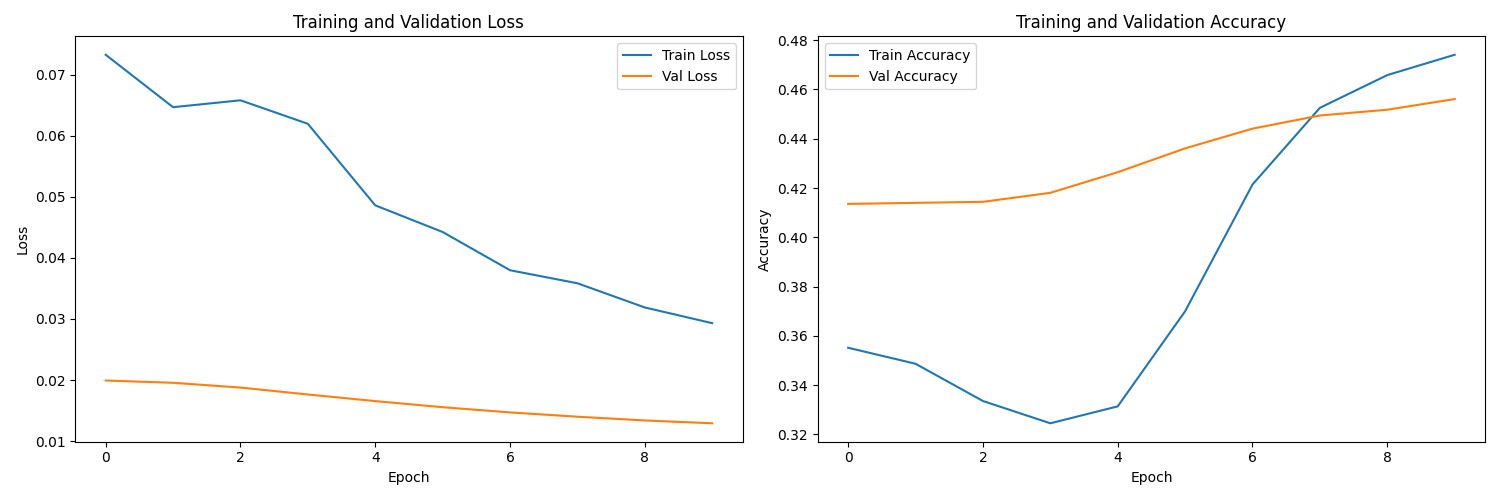 Training and Validation Loss
Train Loss
Val Loss
0.07
0.06
0.05
0.04
0.03
0.02
0.01
Loss
0 2 4 6 8
Epoch
Training and Validation Accuracy
Train Accuracy
Val Accuracy
0.48
0.46
0.44
0.42
0.40
0.38
0.36
0.34
0.32
Accuracy
0 2 4 6 8
Epoch